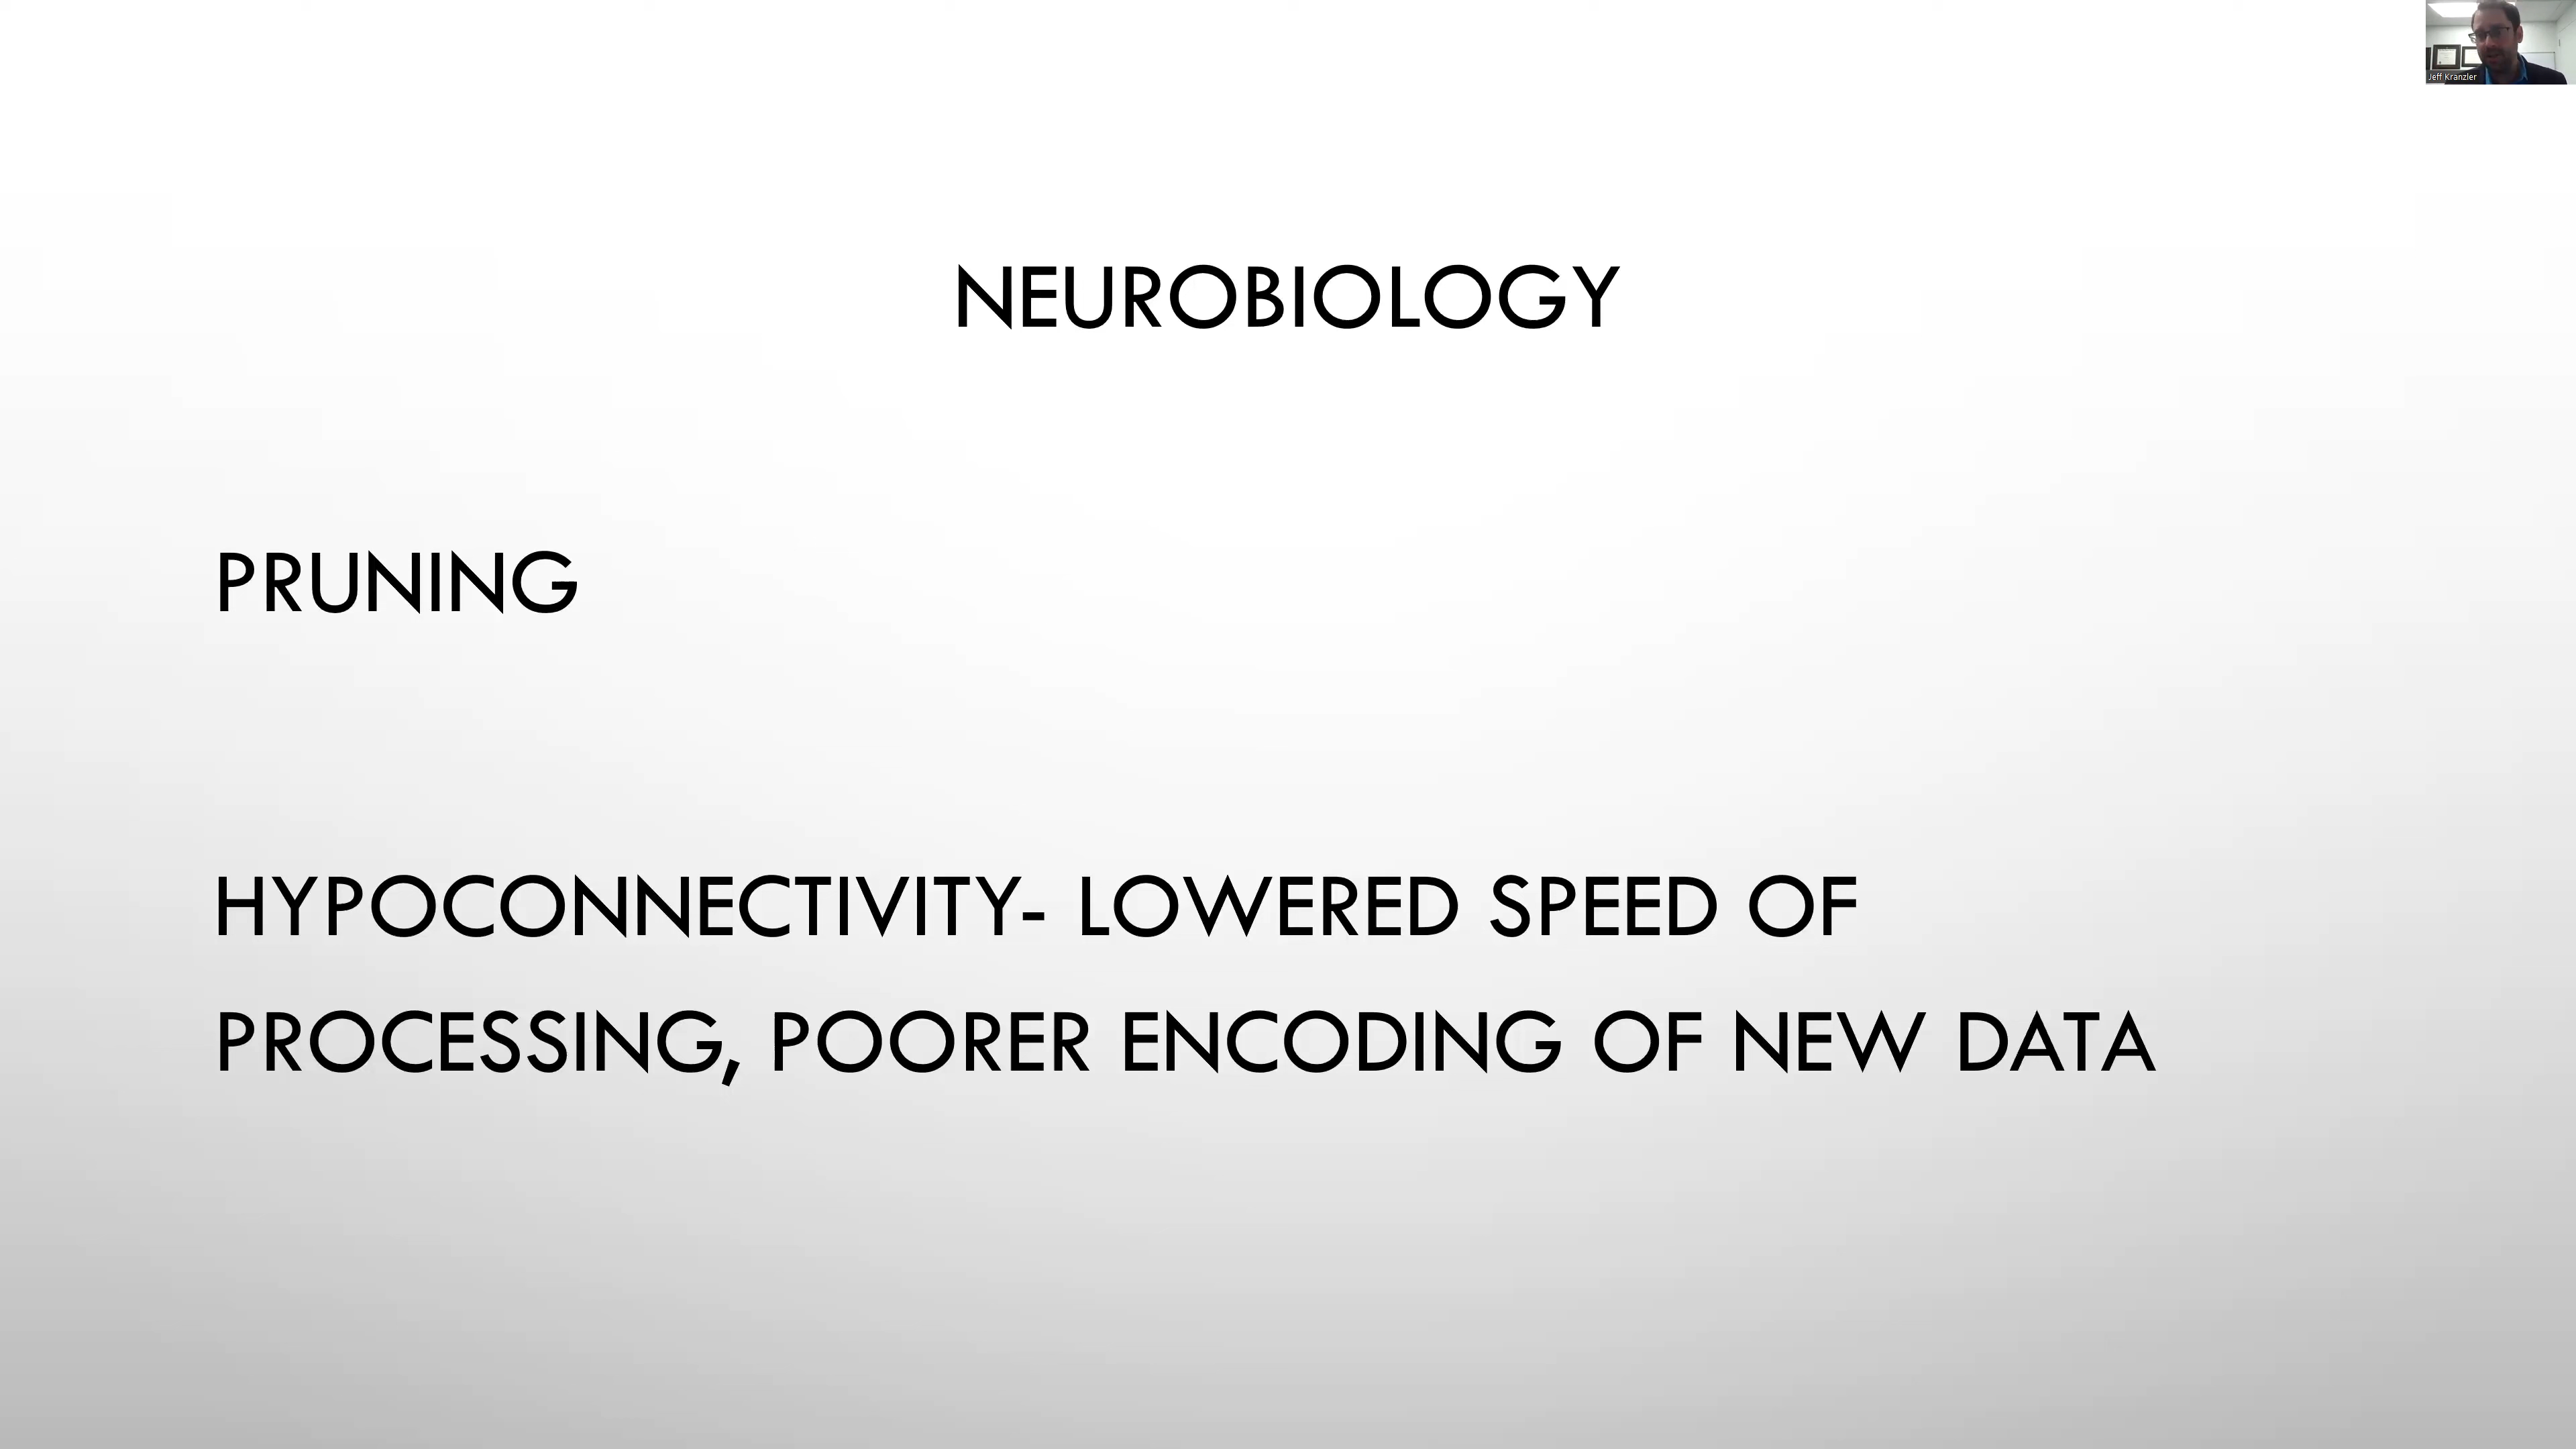 Jeff Kranzler
NEUROBIOLOGY
PRUNING
HYPOCONNECTIVITY- LOWERED SPEED OF
PROCESSING, POORER ENCODING OF NEW DATA